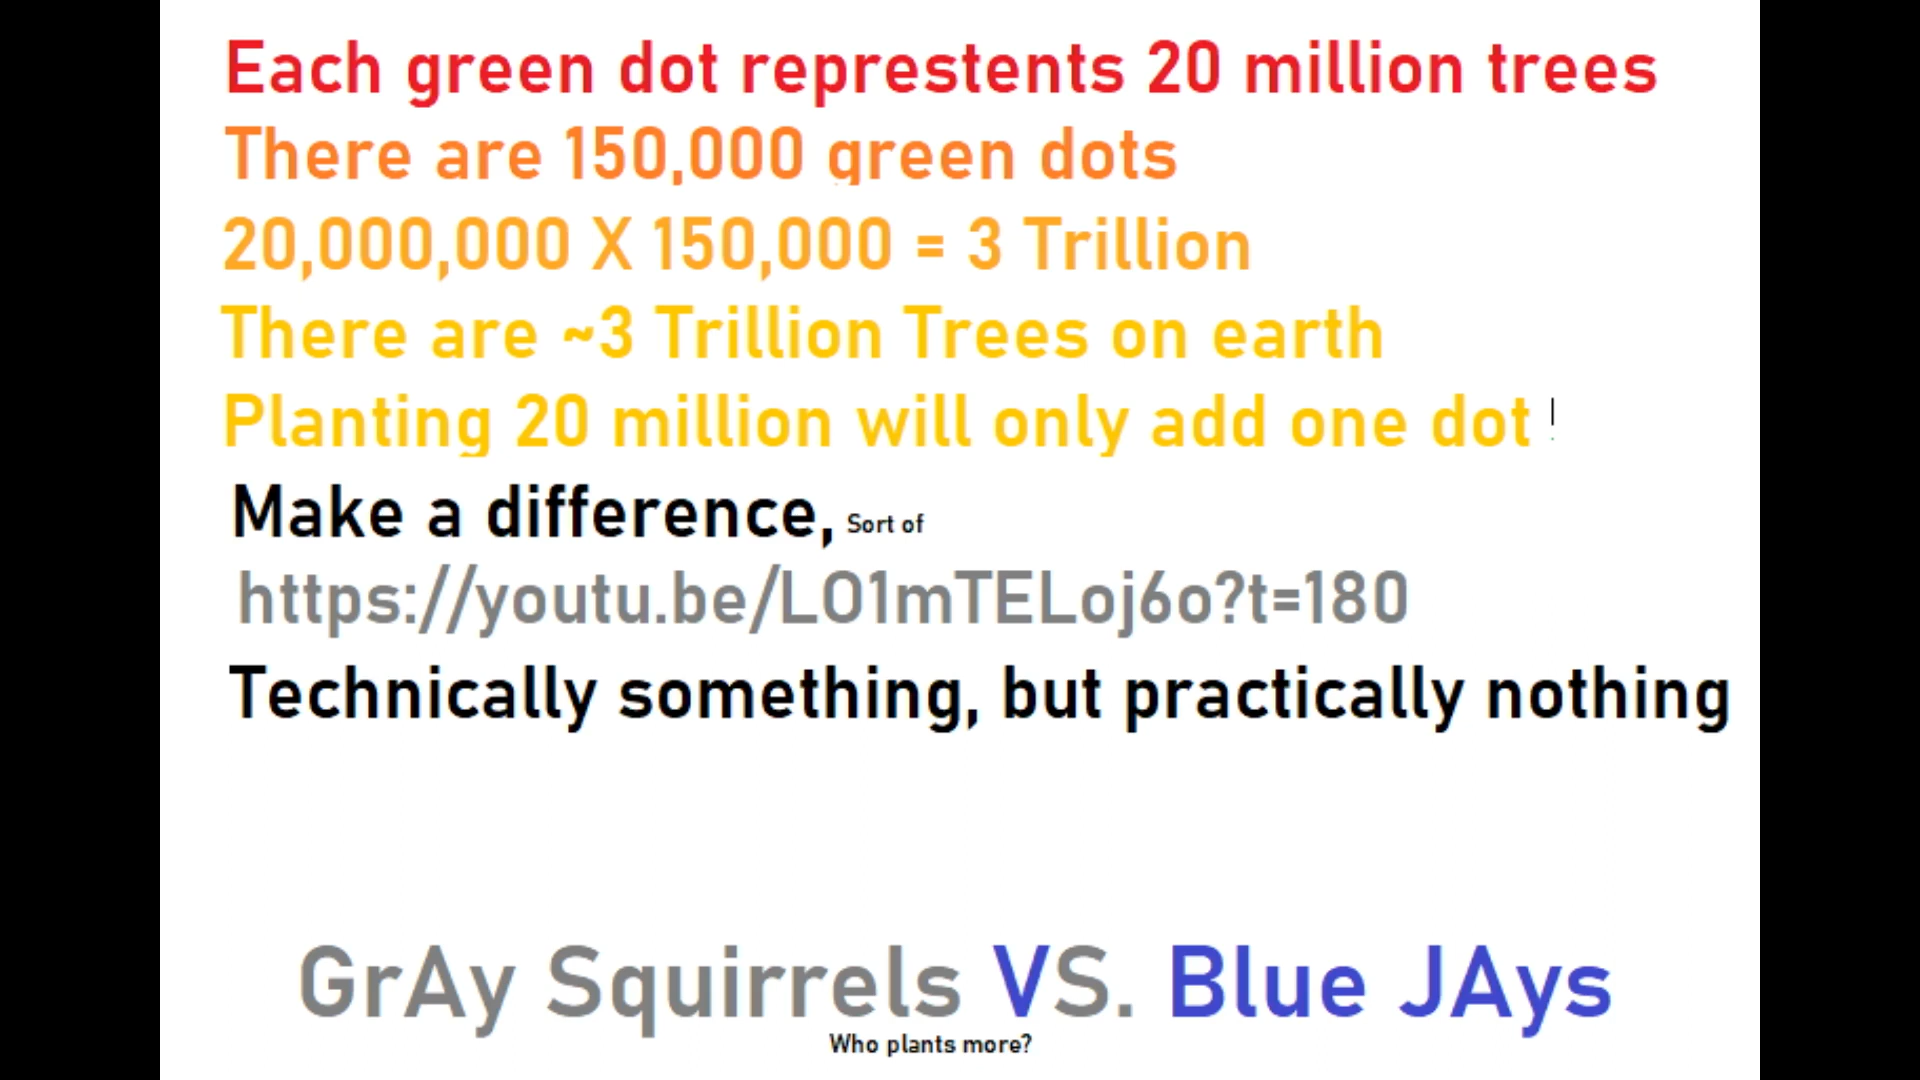 Each green dot represtents 20 million trees
There are 150,000 green dots
20,000,000 X 150,000 = 3 Trillion
There are ~3 Trillion Trees on earth
Planting 20 million will only add one dot
Make a difference, Sort of
https://youtu.be/LO1mTELoj6o?t=180
Technically something, but practically nothing
GrAy Squirrels VS. Blue JAys
Who plants more?